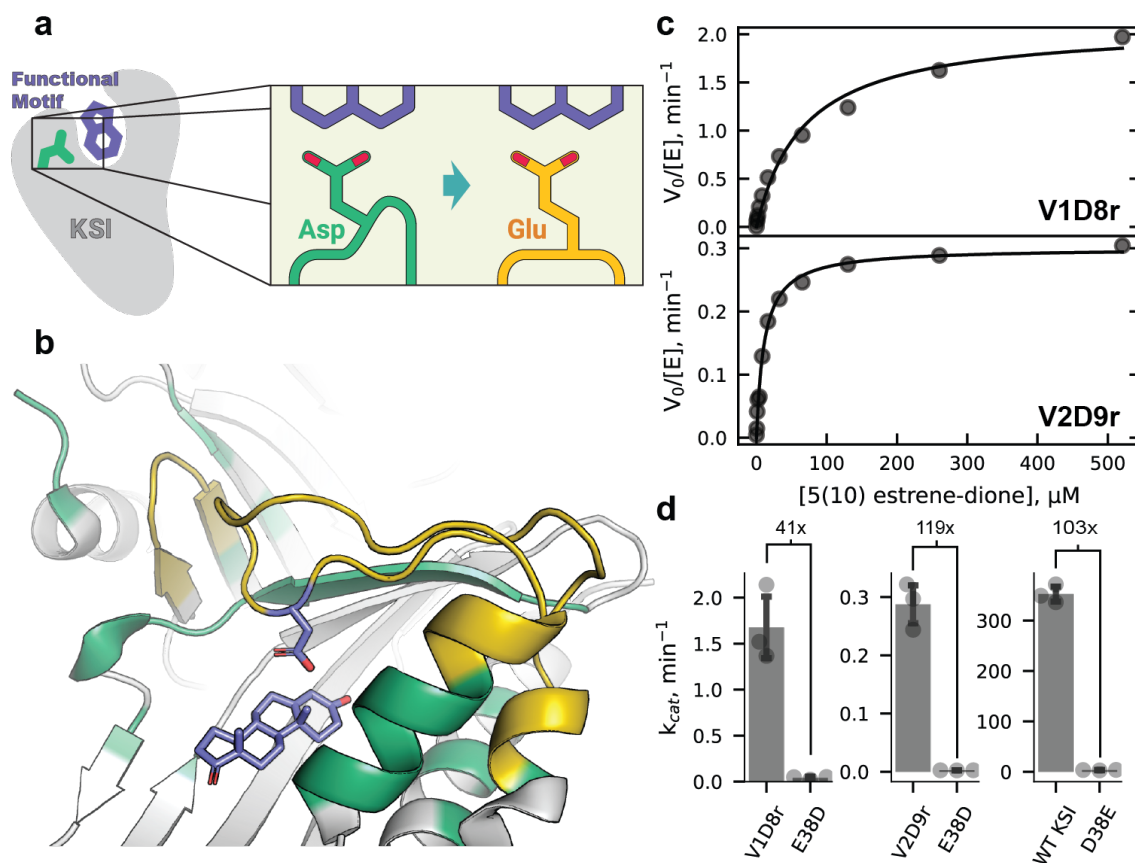 a
Functional
Motif
KSI
Asp
Glu
b
c
2.0
1.5
1.0
0.5
0.0
V₀/[E], min⁻¹
V1D8r
0.3
0.2
0.1
0.0
V₀/[E], min⁻¹
V2D9r
0 100 200 300 400 500
[5(10) estrene-dione], μM
d
41x
119x
103x
k_cat, min⁻¹
2.0
1.5
1.0
0.5
0.0
V1D8r
E38D
0.3
0.2
0.1
0.0
V2D9r
E38D
300
200
100
0
WT KSI
D38E